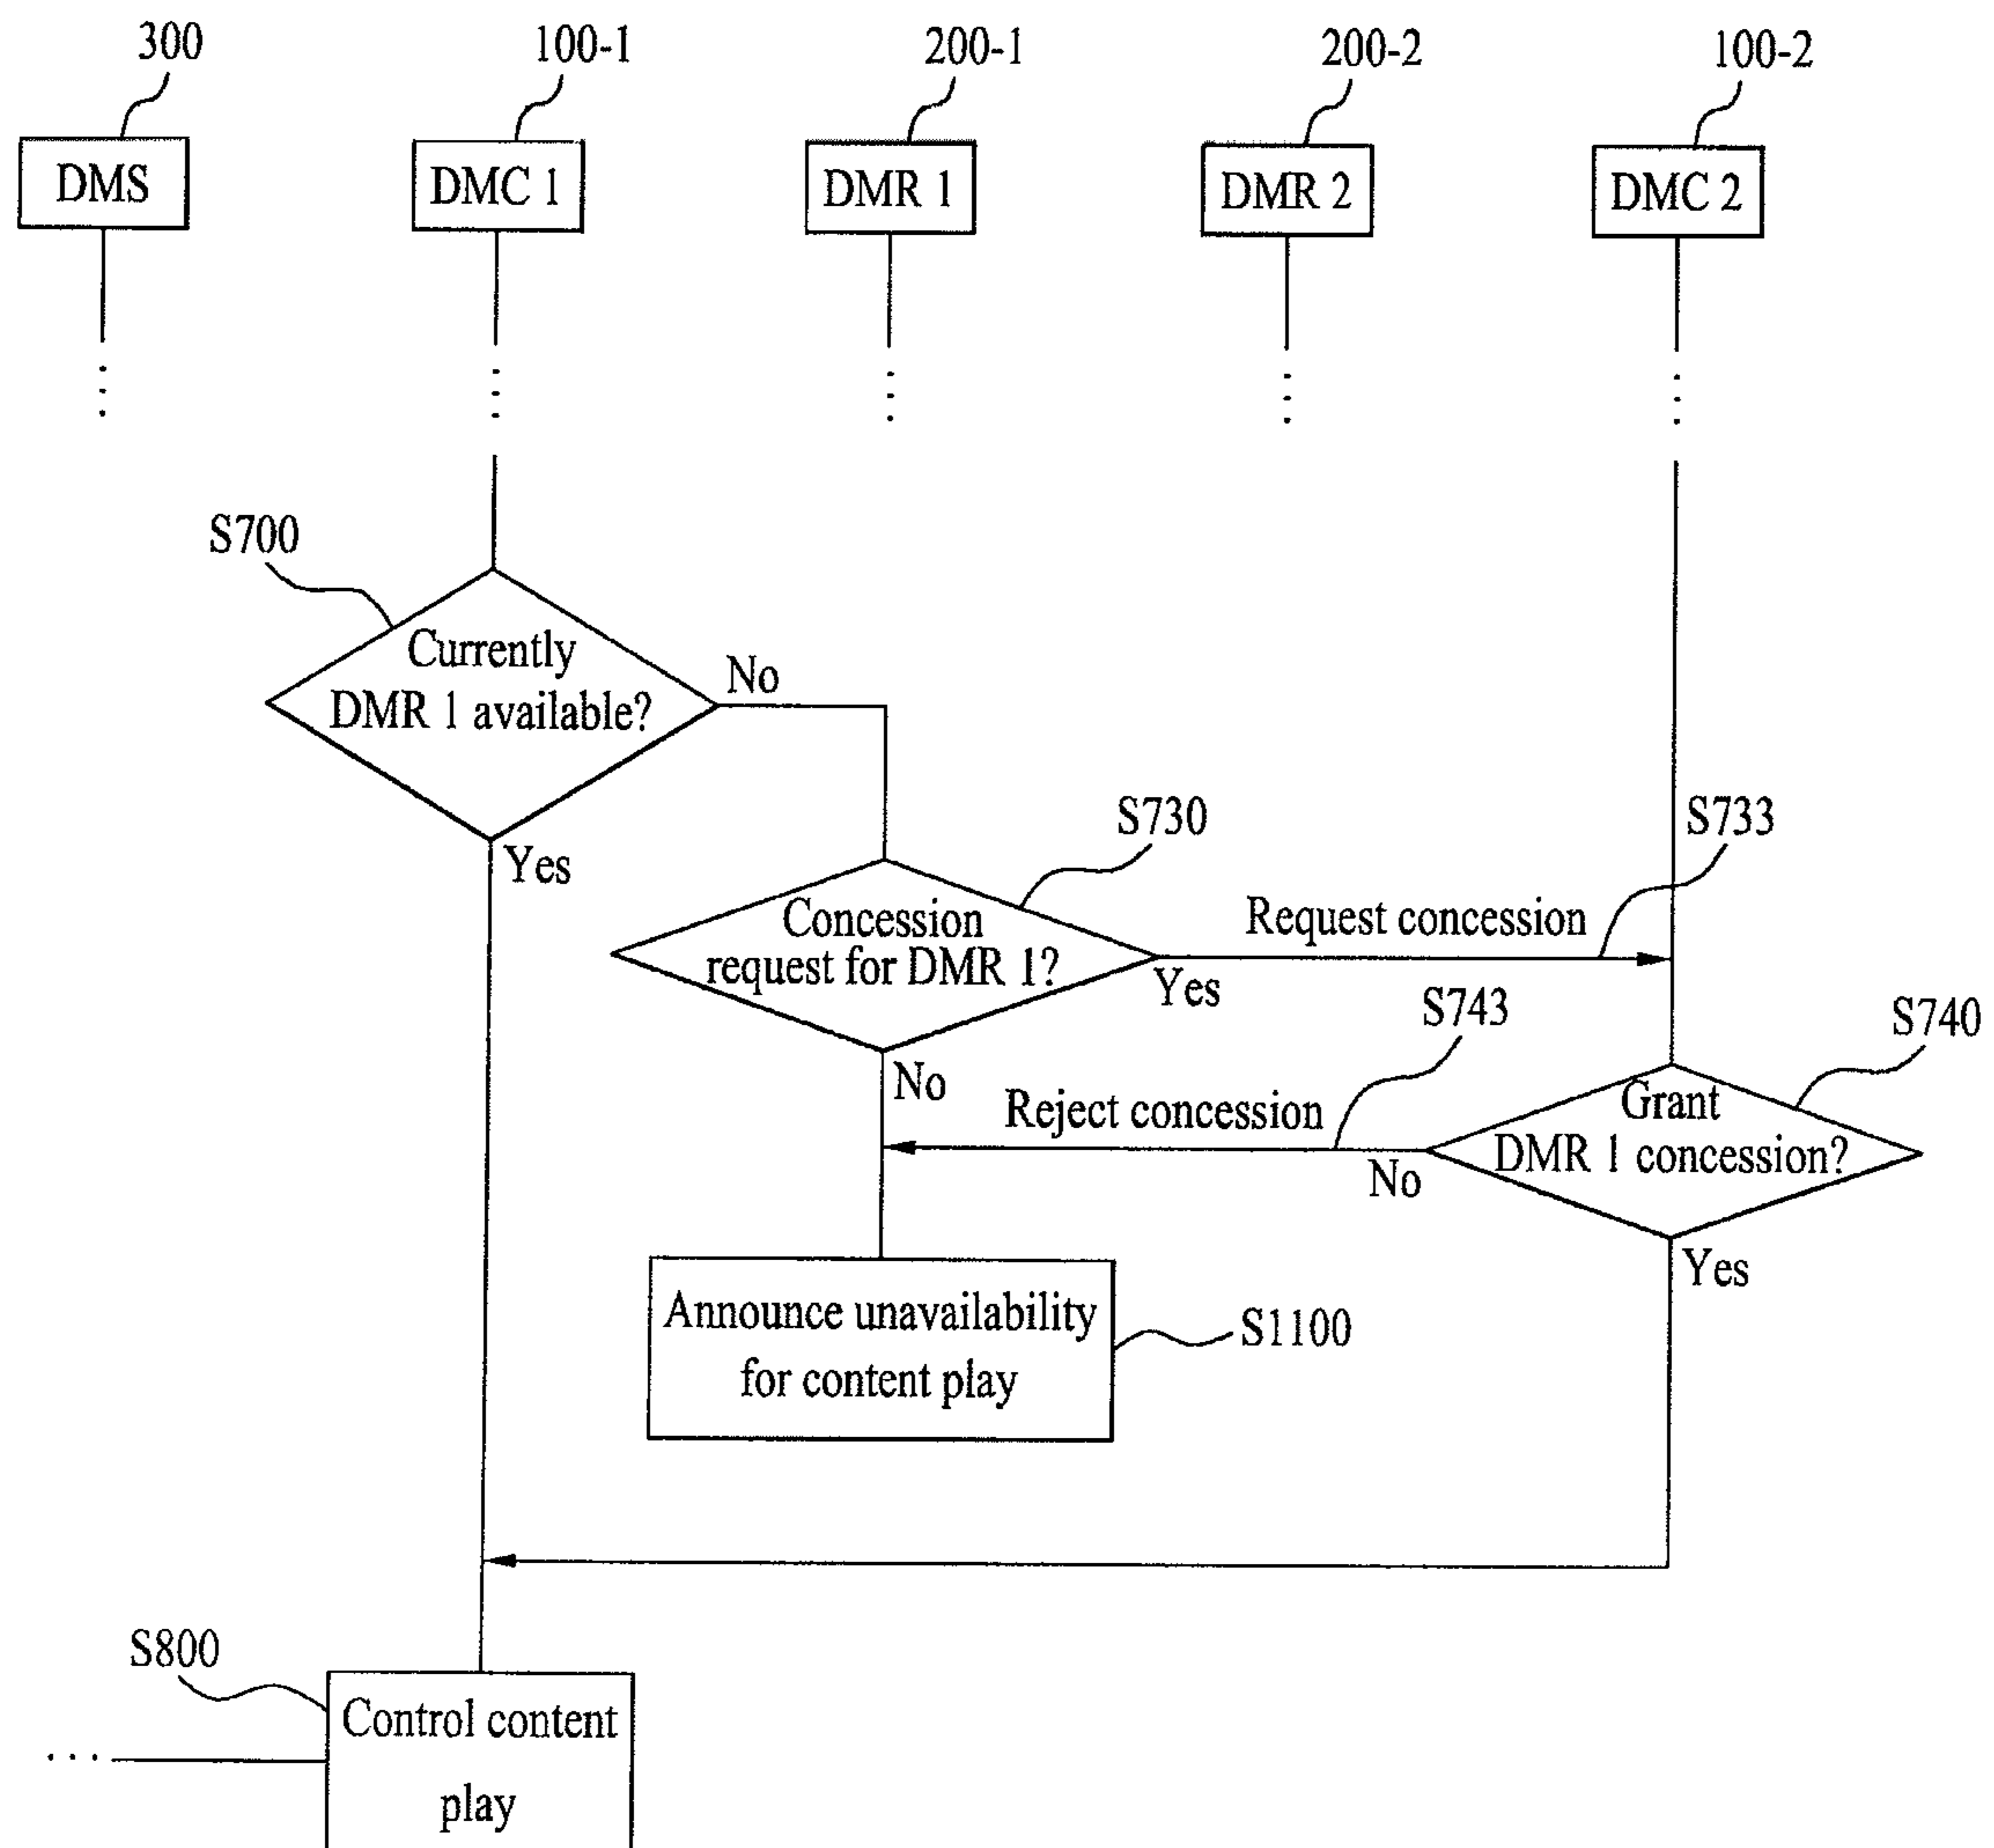 300
100-1
200-1
200-2
100-2
DMS
DMC 1
DMR 1
DMR 2
DMC 2
S700
Currently
DMR 1 available?
No
Yes
S730
S733
Concession
request for DMR 1?
Request concession
Yes
S743
S740
No
Reject concession
Grant
DMR 1 concession?
No
Yes
Announce unavailability
for content play
S1100
S800
Control content
play